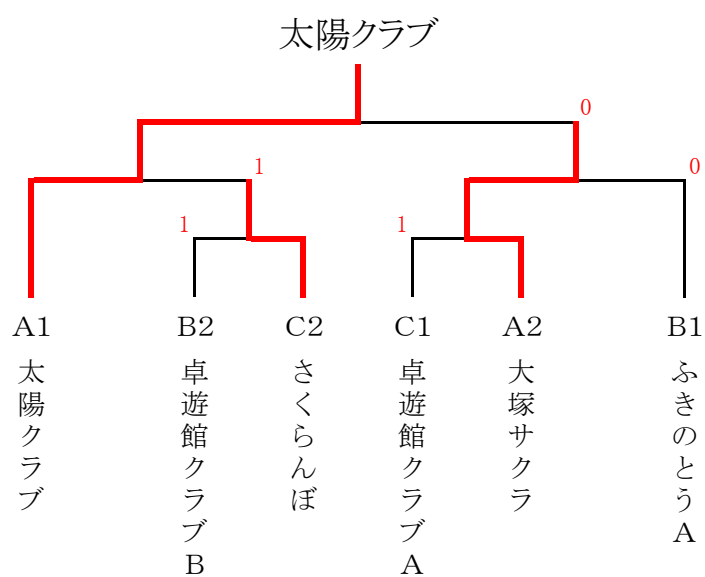 太陽クラブ
0
1
0
1
1
A1
B2
C2
C1
A2
B1
太陽クラブ
卓遊館クラブB
さくらんぼ
卓遊館クラブA
大塚サクラ
ふきのとうA